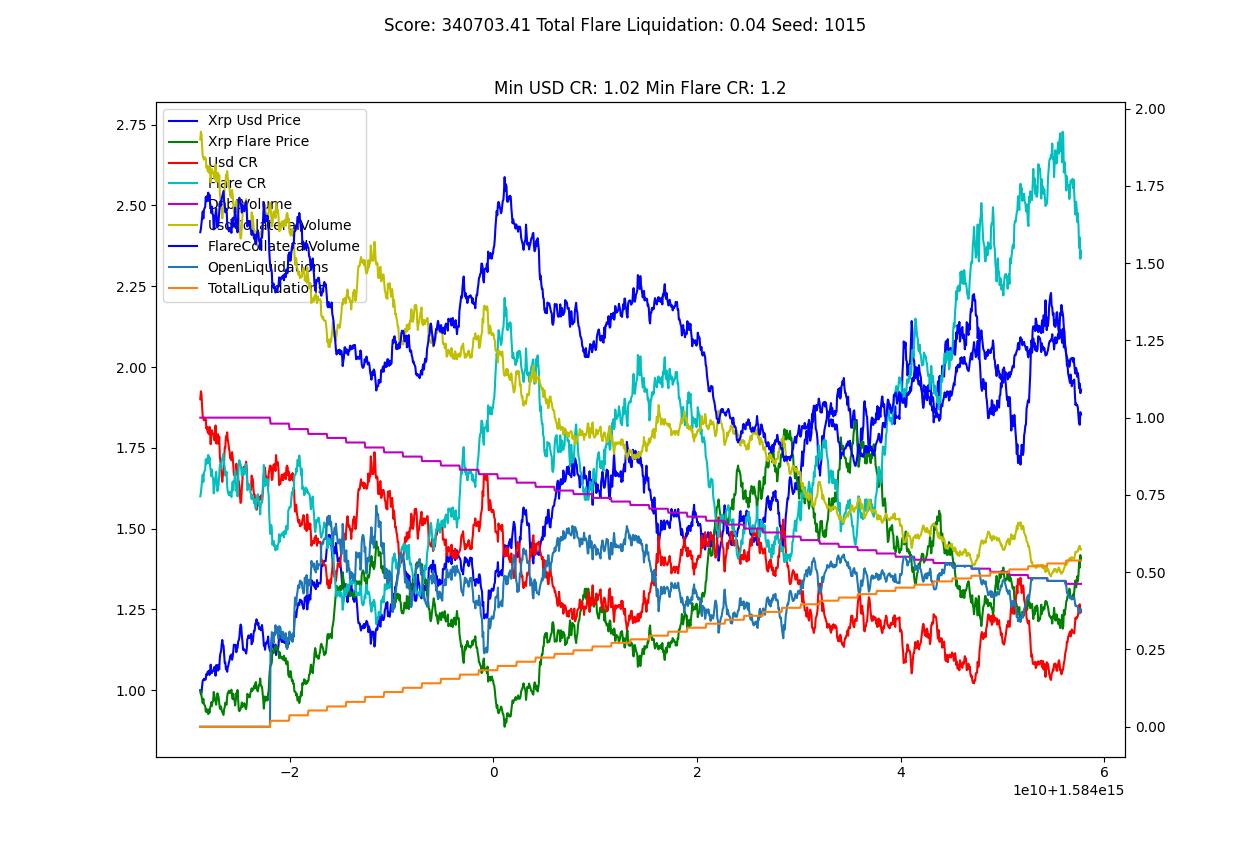 Score: 340703.41 Total Flare Liquidation: 0.04 Seed: 1015
Min USD CR: 1.02 Min Flare CR: 1.2
Xrp Usd Price
Xrp Flare Price
Usd CR
Flare CR
Debt Volume
UsdCollateralVolume
FlareCollateralVolume
OpenLiquidations
TotalLiquidations
2.75
2.50
2.25
2.00
1.75
1.50
1.25
1.00
2.00
1.75
1.50
1.25
1.00
0.75
0.50
0.25
0.00
−2
0
2
4
6
1e10+1.584e15